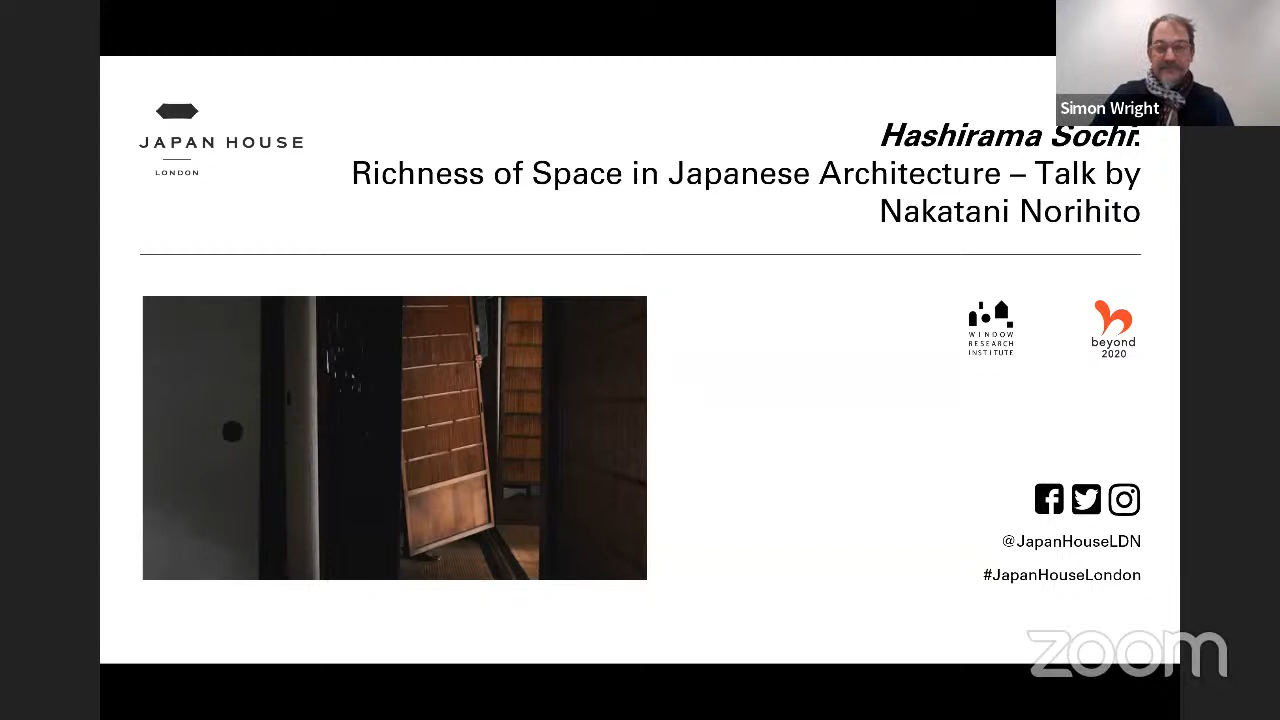 Simon Wright
JAPAN HOUSE
LONDON
Hashirama Sochi:
Richness of Space in Japanese Architecture – Talk by
Nakatani Norihito
WINDOW
RESEARCH
INSTITUTE
beyond
2020
@JapanHouseLDN
#JapanHouseLondon
zoom